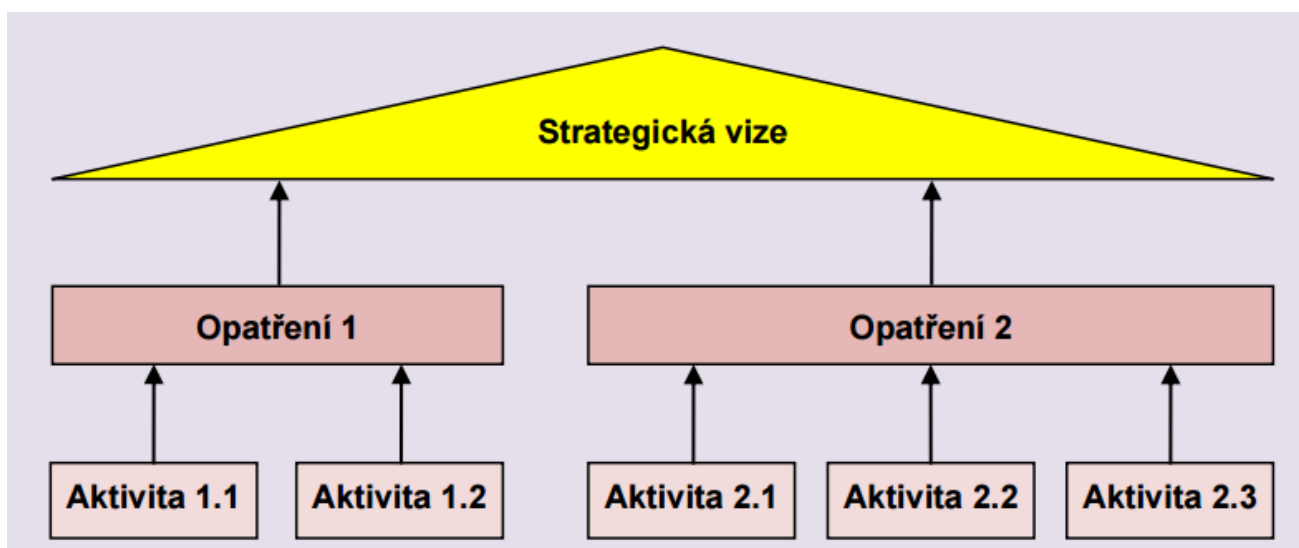 Strategická vize
Opatření 1
Opatření 2
Aktivita 1.1
Aktivita 1.2
Aktivita 2.1
Aktivita 2.2
Aktivita 2.3